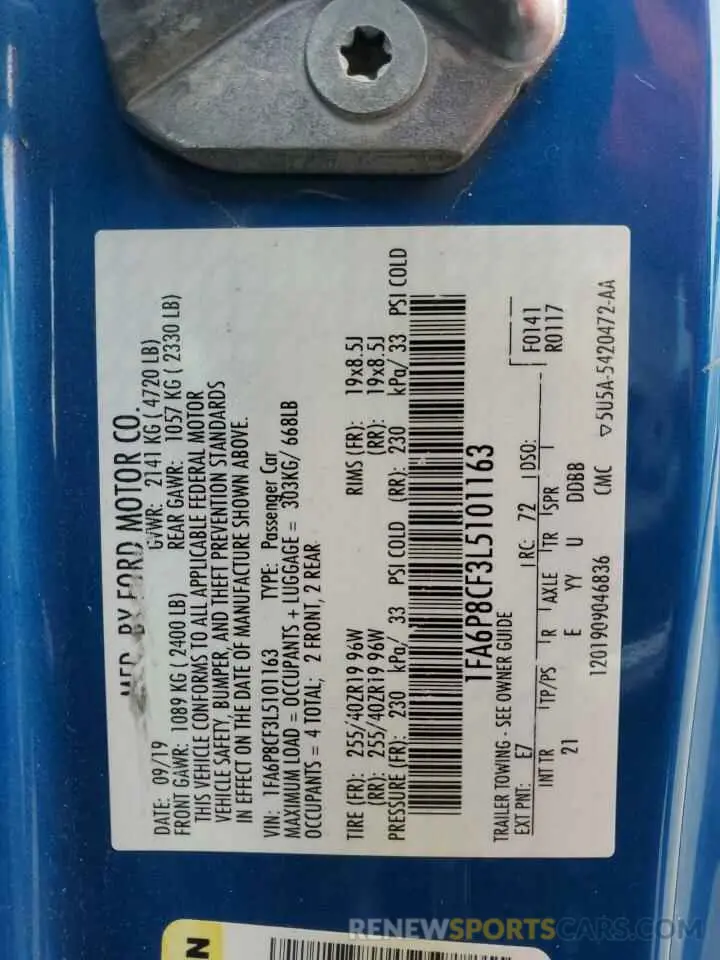 MFD. BY FORD MOTOR CO.
DATE: 09/19 GVWR: 2141 KG ( 4720 LB)
FRONT GAWR: 1089 KG ( 2400 LB) REAR GAWR: 1057 KG ( 2330 LB)
THIS VEHICLE CONFORMS TO ALL APPLICABLE FEDERAL MOTOR
VEHICLE SAFETY, BUMPER, AND THEFT PREVENTION STANDARDS
IN EFFECT ON THE DATE OF MANUFACTURE SHOWN ABOVE.
VIN: 1FA6P8CF3L5101163 TYPE: Passenger Car
MAXIMUM LOAD = OCCUPANTS + LUGGAGE = 303KG/ 668LB
OCCUPANTS = 4 TOTAL; 2 FRONT, 2 REAR
TIRE (FR): 255/40ZR19 96W RIMS (FR): 19x8.5J
(RR): 255/40ZR19 96W (RR): 19x8.5J
PRESSURE (FR): 230 kPa/ 33 PSI COLD (RR): 230 kPa/ 33 PSI COLD
1FA6P8CF3L5101163
TRAILER TOWING - SEE OWNER GUIDE
EXT PNT: E7 RC: 72 DSO: F0141
R0117
INT TR TP/PS R AXLE TR SPR
21 E YY U DDBB
1201909046836 CMC ▽5U5A-5420472-AA
RENEWSPORTSCARS.COM